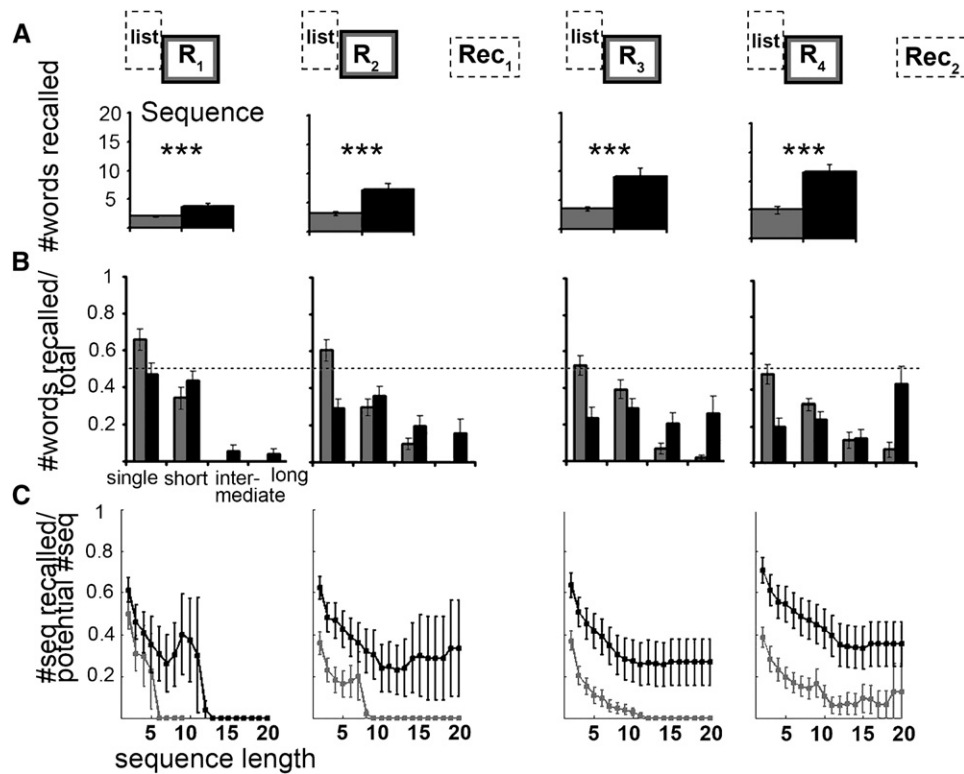 A
list R1 list R2 Rec1 list R3 list R4 Rec2
#words recalled
Sequence
20
15
10
5
*** *** *** ***
B
#words recalled/
total
1
0.8
0.6
0.4
0.2
single short inter-
mediate long
C
#seq recalled/
potential #seq
1
0.8
0.6
0.4
0.2
5 10 15 20 5 10 15 20 5 10 15 20 5 10 15 20
sequence length